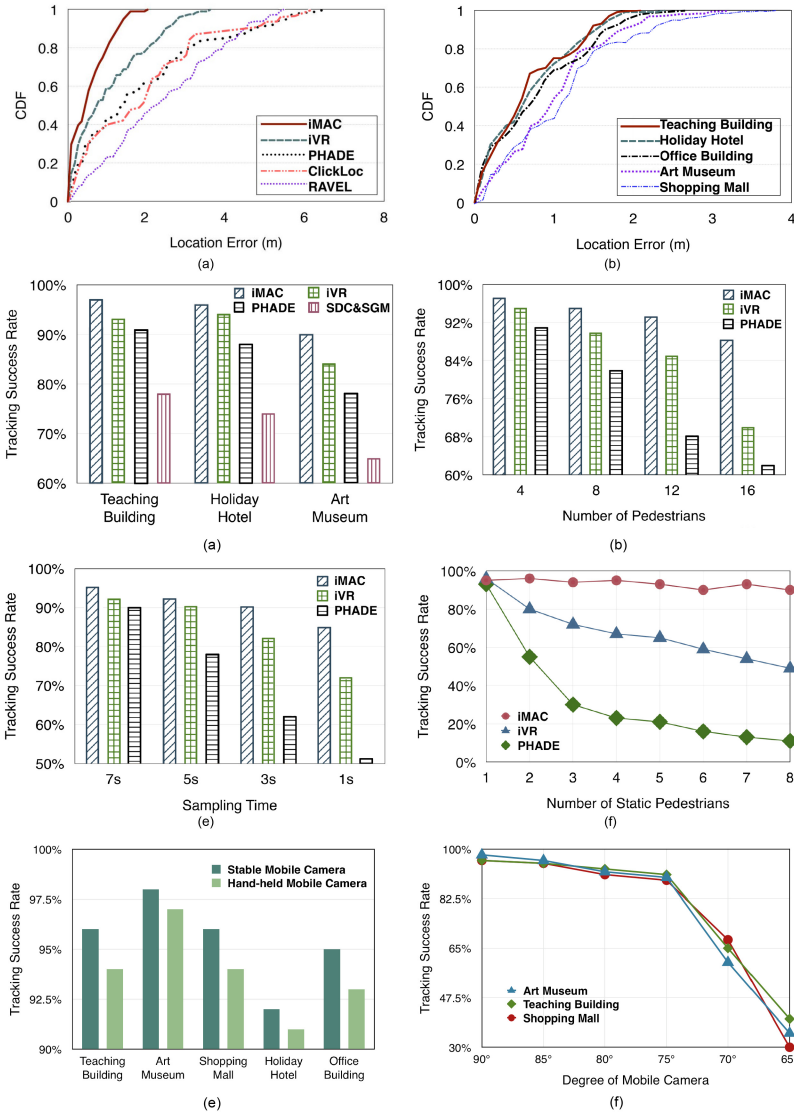 1
0.8
0.6
0.4
0.2
0
CDF
iMAC
iVR
PHADE
ClickLoc
RAVEL
0
2
4
6
8
Location Error (m)
(a)
1
0.8
0.6
0.4
0.2
0
CDF
Teaching Building
Holiday Hotel
Office Building
Art Museum
Shopping Mall
0
1
2
3
4
Location Error (m)
(b)
100%
90%
80%
70%
60%
Tracking Success Rate
iMAC
iVR
PHADE
SDC&SGM
Teaching
Building
Holiday
Hotel
Art
Museum
(a)
100%
92%
84%
76%
68%
60%
Tracking Success Rate
iMAC
iVR
PHADE
4
8
12
16
Number of Pedestrians
(b)
100%
90%
80%
70%
60%
50%
Tracking Success Rate
iMAC
iVR
PHADE
7s
5s
3s
1s
Sampling Time
(e)
100%
80%
60%
40%
20%
0%
Tracking Success Rate
iMAC
iVR
PHADE
1
2
3
4
5
6
7
8
Number of Static Pedestrians
(f)
100%
97.5%
95%
92.5%
90%
Tracking Success Rate
Stable Mobile Camera
Hand-held Mobile Camera
Teaching
Building
Art
Museum
Shopping
Mall
Holiday
Hotel
Office
Building
(e)
100%
82.5%
65%
47.5%
30%
Tracking Success Rate
Art Museum
Teaching Building
Shopping Mall
90°
85°
80°
75°
70°
65
Degree of Mobile Camera
(f)